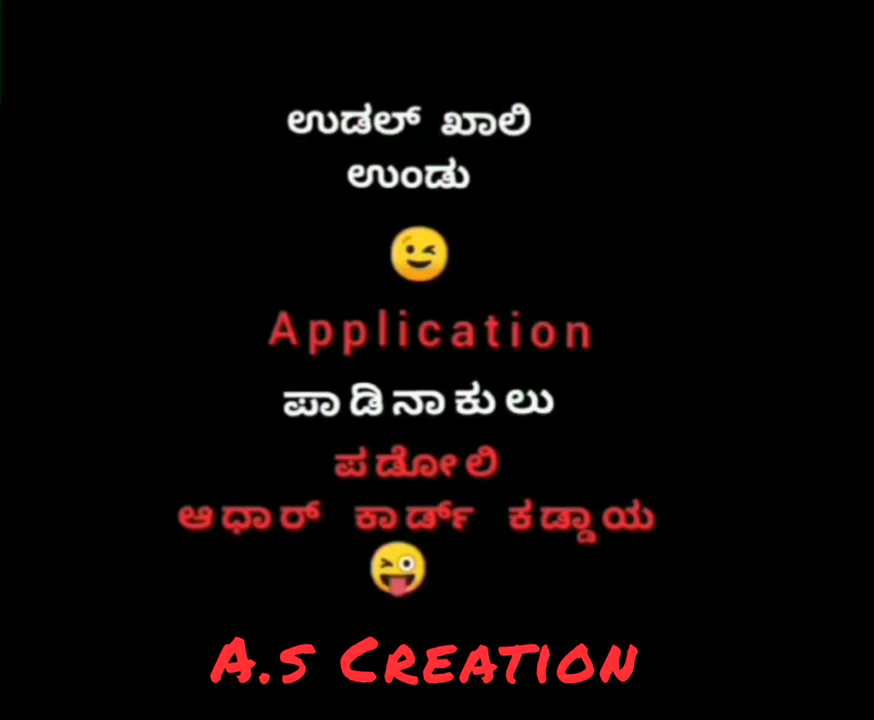 ಉಡಲ್ ಖಾಲಿ
ಉಂಡು
😉
Application
ಪಾಡಿನಾಕುಲು
ಪಡೋಲಿ
ಆಧಾರ್ ಕಾರ್ಡ್ ಕಡ್ಡಾಯ
😜
A.s Creation